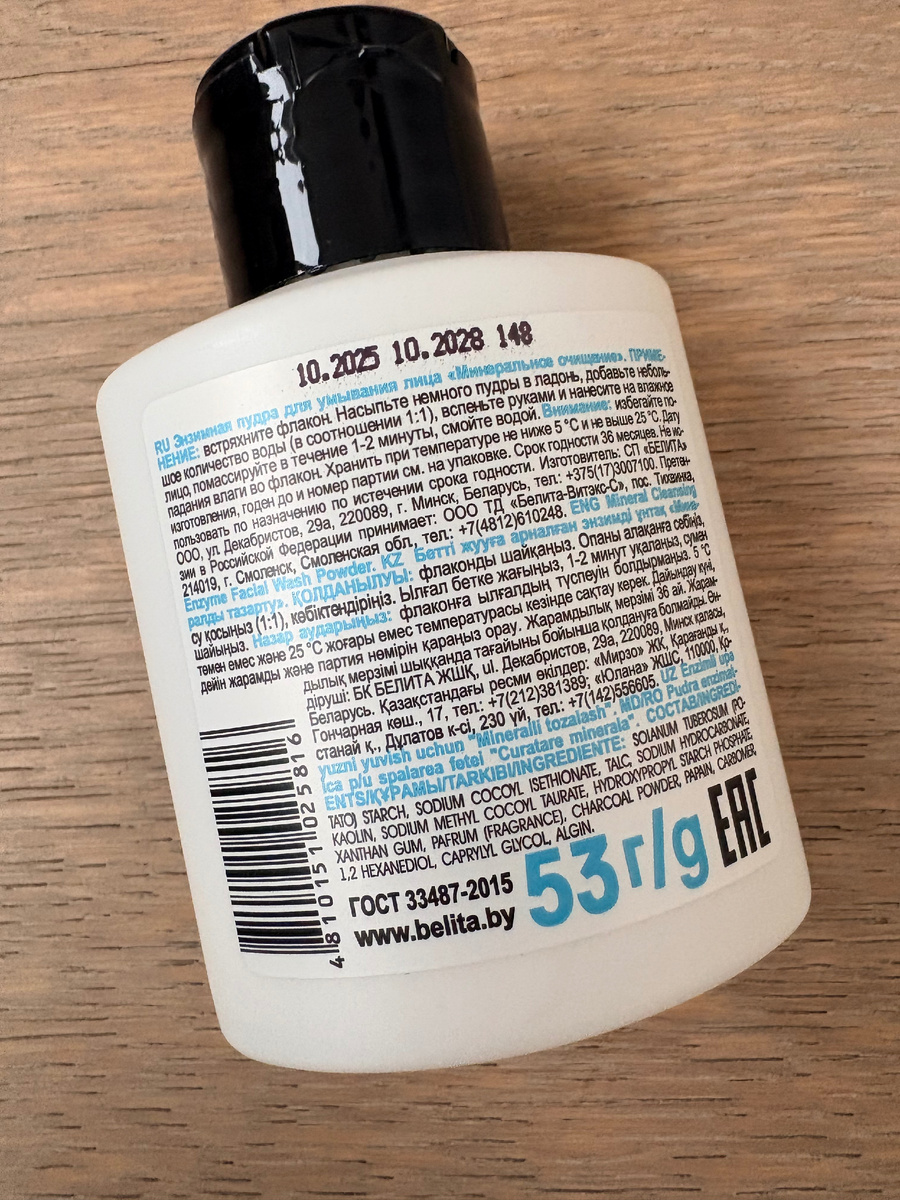 10.2025 10.2028 148
RU Энзимная пудра для умывания лица «Минеральное очищение». ПРИМЕ-
НЕНИЕ: встряхните флакон. Насыпьте немного пудры в ладонь, добавьте неболь-
шое количество воды (в соотношении 1:1), вспеньте руками и нанесите на влажное
лицо, помассируйте в течение 1-2 минуты, смойте водой. Внимание: избегайте по-
падания влаги во флакон. Хранить при температуре не ниже 5 °С и не выше 25 °С. Дату
изготовления, годен до и номер партии см. на упаковке. Срок годности 36 месяцев. Не ис-
пользовать по назначению по истечении срока годности. Изготовитель: СП «БЕЛИТА»
ООО, ул. Декабристов, 29а, 220089, г. Минск, Беларусь, тел.: +375(17)3007100. Претен-
зии в Российской Федерации принимает: ООО ТД «Белита-Витэкс-С», пос. Тихвинка,
214019, г. Смоленск, Смоленская обл., тел.: +7(4812)610248. ENG Mineral Cleansing
Enzyme Facial Wash Powder. KZ Бетті жууға арналған энзимді ұнтақ «Мине-
ралды тазарту». ҚОЛДАНЫЛУЫ: флаконды шайқаңыз. Опаны алақанға себіңіз,
су қосыңыз (1:1), көбіктендіріңіз. Ылғал бетке жағыңыз, 1-2 минут уқалаңыз, сумен
шайыңыз. Назар аударыңыз: флаконға ылғалдың түспеуін болдырмаңыз. 5 °С
төмен емес және 25 °С жоғары емес температурасы кезінде сақтау керек. Дайындау күні,
дейін жарамды және партия немірін қараңыз орау. Жарамдылық мерзімі 36 ай. Жарам-
дылық мерзімі шыққанда тағайыны бойынша қолдануға болмайды. Өн-
діруші: БК БЕЛИТА ЖШҚ, ul. Декабристов, 29а, 220089, Минск қаласы,
Беларусь. Қазақстандағы ресми өкілдер: «Мирзо» ЖК, Қарағанды қ.,
Гончарная көш., 17, тел.: +7(212)381389; «Юлана» ЖШС, 110000, Қо-
станай қ., Дулатов к-сі, 230 үй, тел.: +7(142)556605. UZ Enzimli upa
yuzni yuvish uchun "Mineralli tozalash". MD/RO Pudra enzimat-
ica p/u spalarea fetei "Curatare minerala". СОСТАВ/INGREDI-
ENTS/ҚҰРАМЫ/TARKIBI/INGREDIENTE: SOLANUM TUBEROSUM (PO-
TATO) STARCH, SODIUM COCOYL ISETHIONATE, TALC, SODIUM HYDROCARBONATE,
KAOLIN, SODIUM METHYL COCOYL TAURATE, HYDROXYPROPYL STARCH PHOSPHATE,
XANTHAN GUM, PAFRUM (FRAGRANCE), CHARCOAL POWDER, PAPAIN, CARBOMER,
1,2 HEXANEDIOL, CAPRYLYL GLYCOL, ALGIN.
4 810151 025816
ГОСТ 33487-2015
www.belita.by
53 г/g
EAC